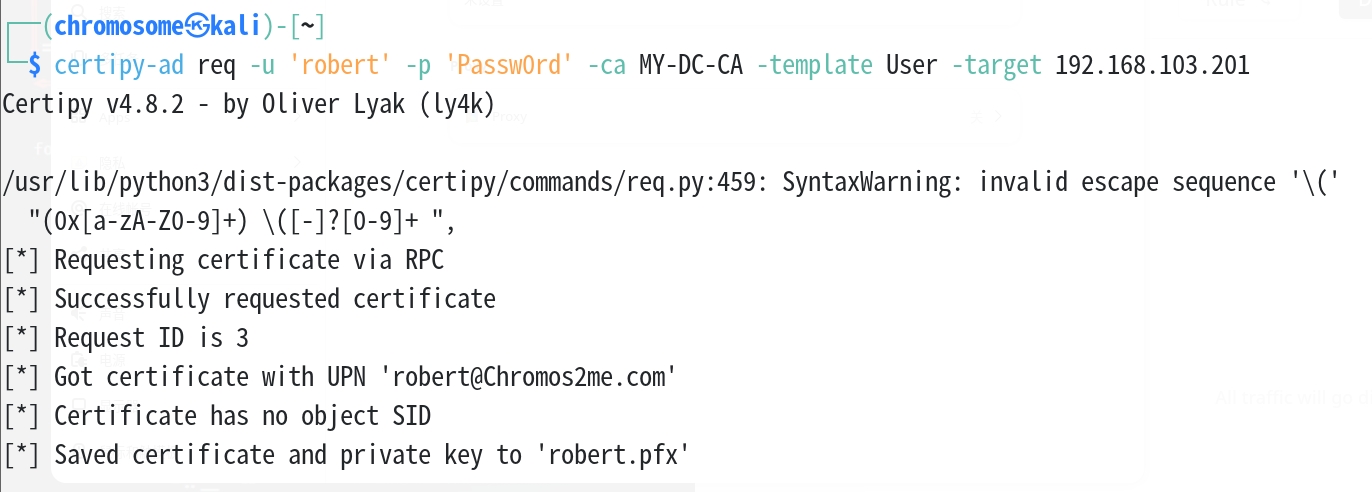 (chromosome㉿kali)-[~]
$ certipy-ad req -u 'robert' -p 'Passw0rd' -ca MY-DC-CA -template User -target 192.168.103.201
Certipy v4.8.2 - by Oliver Lyak (ly4k)
/usr/lib/python3/dist-packages/certipy/commands/req.py:459: SyntaxWarning: invalid escape sequence '\('
"(0x[a-zA-Z0-9]+) \([-]?[0-9]+ ",
[*] Requesting certificate via RPC
[*] Successfully requested certificate
[*] Request ID is 3
[*] Got certificate with UPN 'robert@Chromos2me.com'
[*] Certificate has no object SID
[*] Saved certificate and private key to 'robert.pfx'